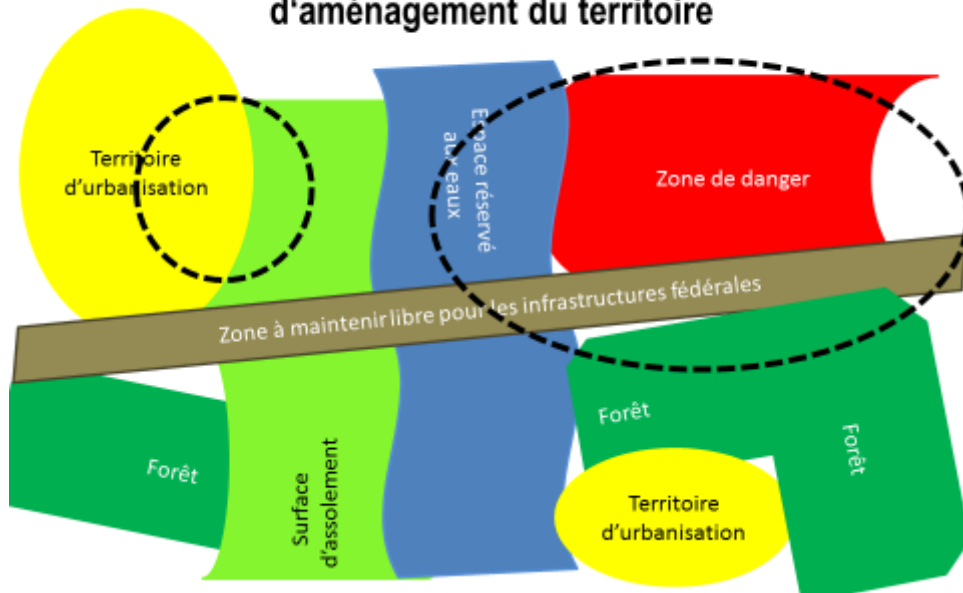 d'aménagement du territoire
Territoire
d'urbanisation
Espace réservé
aux eaux
Zone de danger
Zone à maintenir libre pour les infrastructures fédérales
Forêt
Surface
d'assolement
Forêt
Forêt
Territoire
d'urbanisation